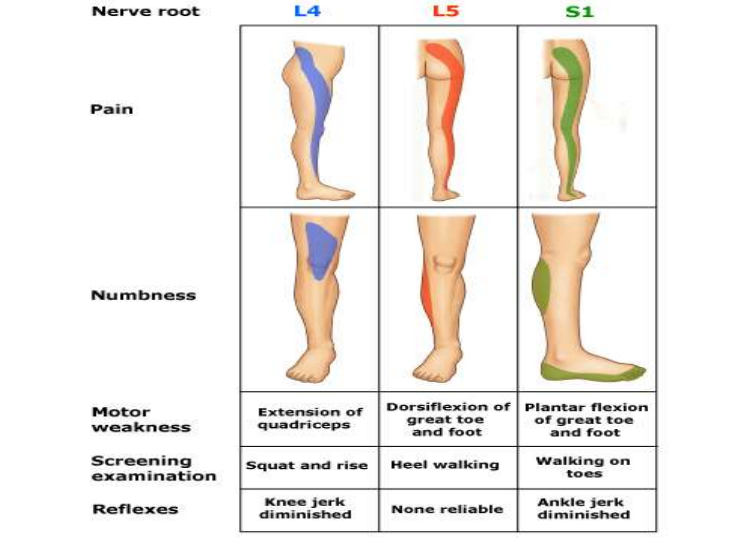 Nerve root L4 L5 S1
Pain
Numbness
Motor weakness
Extension of quadriceps
Dorsiflexion of great toe and foot
Plantar flexion of great toe and foot
Screening examination
Squat and rise
Heel walking
Walking on toes
Reflexes
Knee jerk diminished
None reliable
Ankle jerk diminished